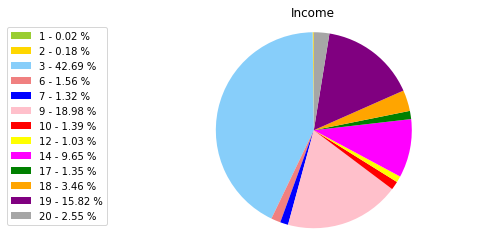 Income
1 - 0.02 %
2 - 0.18 %
3 - 42.69 %
6 - 1.56 %
7 - 1.32 %
9 - 18.98 %
10 - 1.39 %
12 - 1.03 %
14 - 9.65 %
17 - 1.35 %
18 - 3.46 %
19 - 15.82 %
20 - 2.55 %